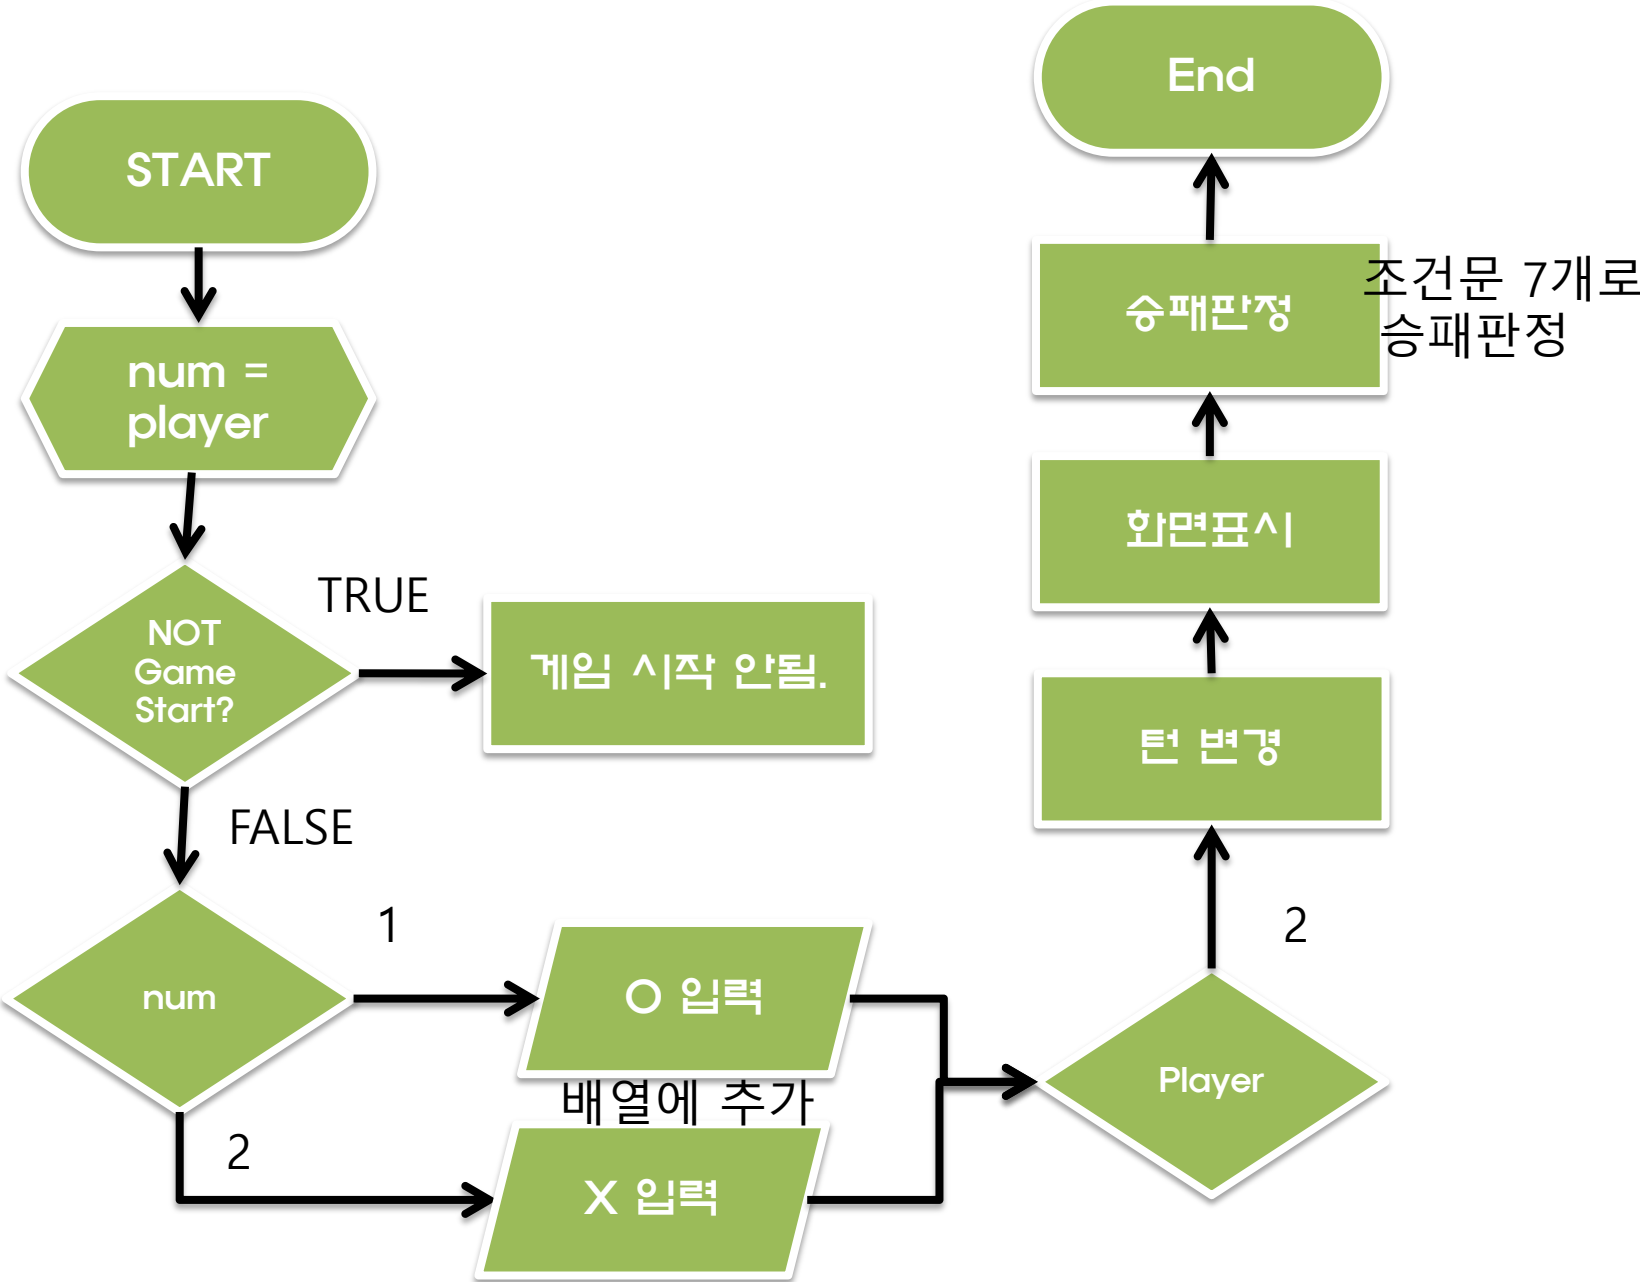 START
num =
player
NOT
Game
Start?
TRUE
게임 시작 안됨.
FALSE
num
1
O 입력
배열에 추가
2
X 입력
Player
2
턴 변경
화면표시
승패판정
조건문 7개로
승패판정
End